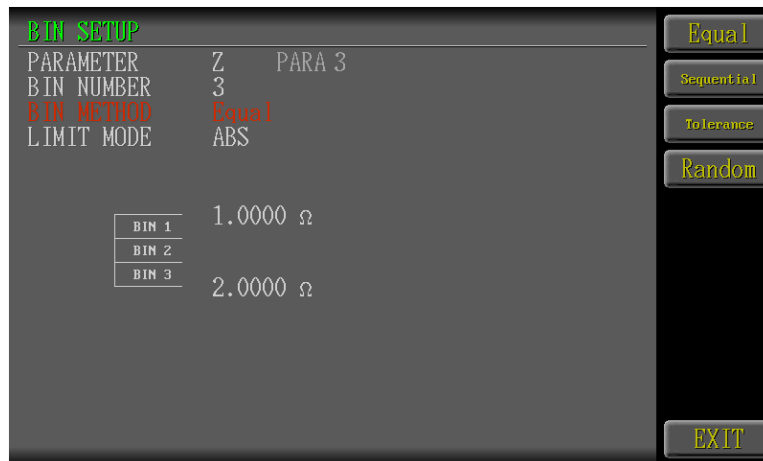 BIN SETUP
PARAMETER Z PARA 3
BIN NUMBER 3
BIN METHOD Equal
LIMIT MODE ABS
1.0000 Ω
BIN 1
BIN 2
BIN 3
2.0000 Ω
Equal
Sequential
Tolerance
Random
EXIT